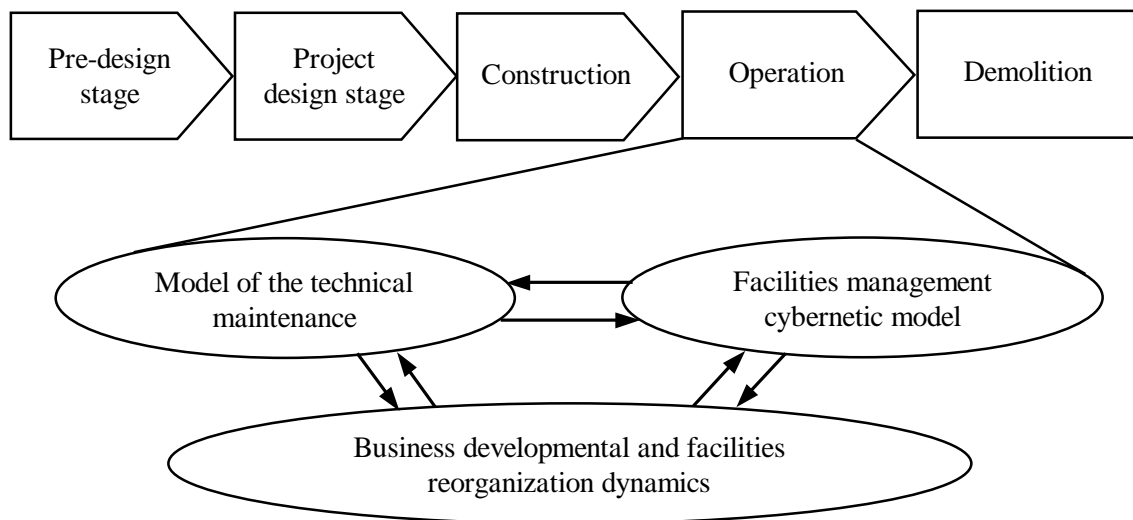 Pre-design
stage
Project
design stage
Construction
Operation
Demolition
Model of the technical
maintenance
Facilities management
cybernetic model
Business developmental and facilities
reorganization dynamics